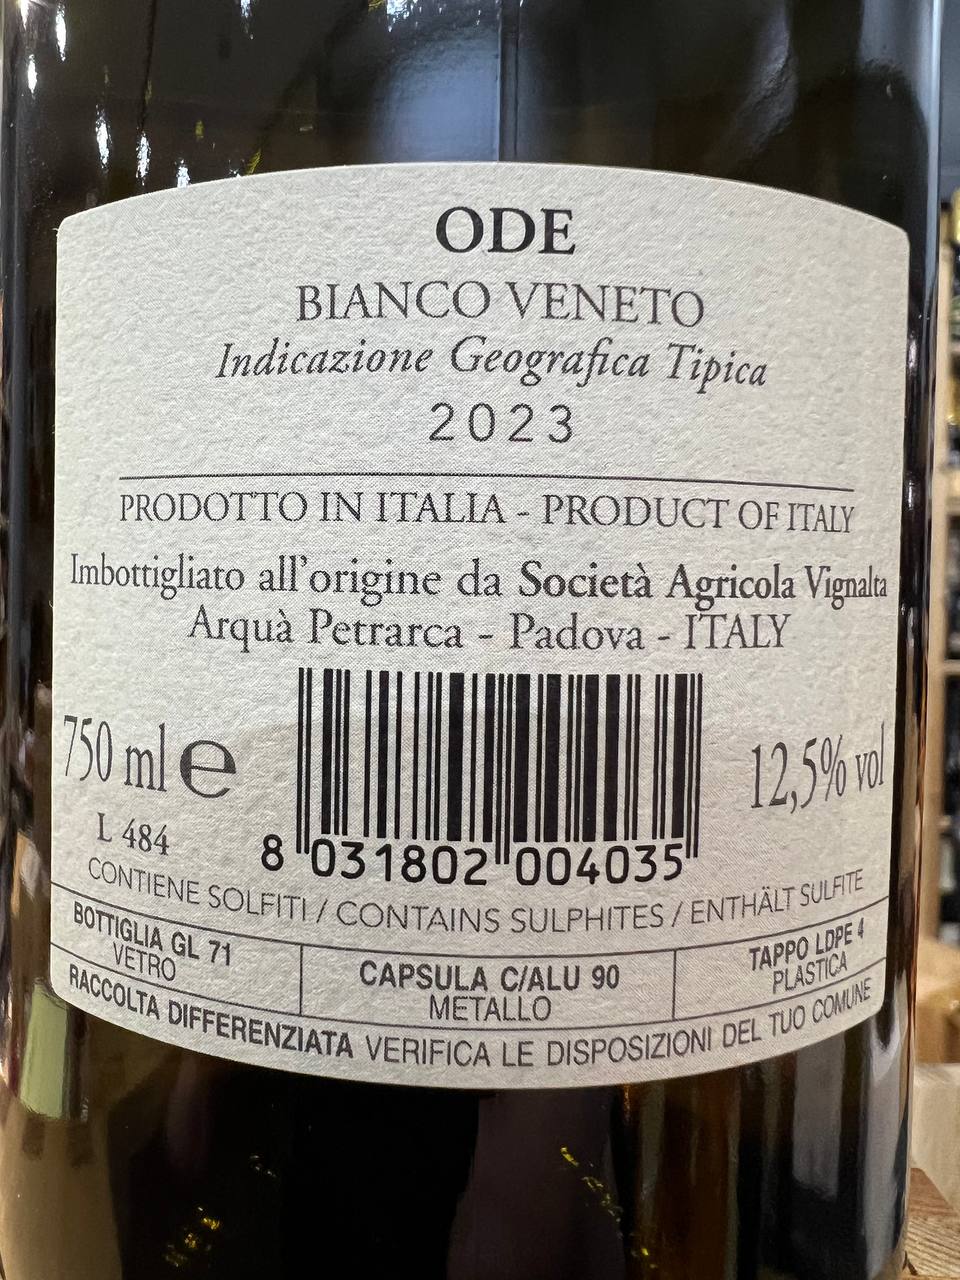 ODE
BIANCO VENETO
Indicazione Geografica Tipica
2023
PRODOTTO IN ITALIA - PRODUCT OF ITALY
Imbottigliato all'origine da Società Agricola Vignalta
Arquà Petrarca - Padova - ITALY
750 ml e
12,5% vol
L 484
8 031802 004035
CONTIENE SOLFITI / CONTAINS SULPHITES / ENTHÄLT SULFITE
BOTTIGLIA GL 71
VETRO
CAPSULA C/ALU 90
METALLO
TAPPO LDPE 4
PLASTICA
RACCOLTA DIFFERENZIATA VERIFICA LE DISPOSIZIONI DEL TUO COMUNE